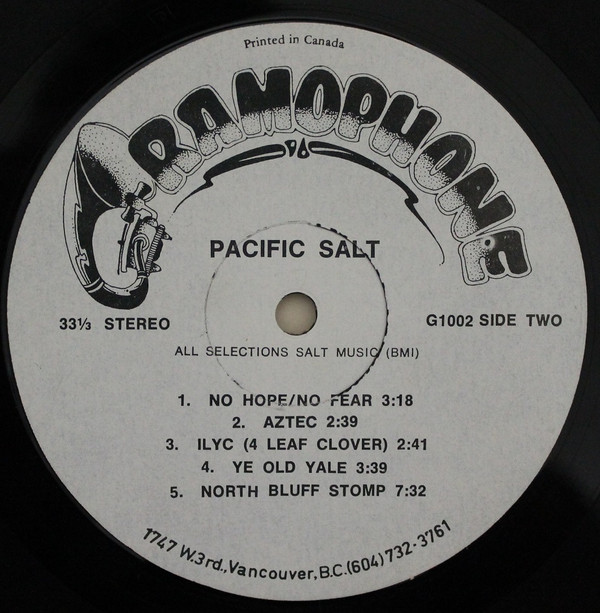 Printed in Canada
GRAMOPHONE
PACIFIC SALT
33⅓ STEREO
G1002 SIDE TWO
ALL SELECTIONS SALT MUSIC (BMI)
1. NO HOPE/NO FEAR 3:18
2. AZTEC 2:39
3. ILYC (4 LEAF CLOVER) 2:41
4. YE OLD YALE 3:39
5. NORTH BLUFF STOMP 7:32
1747 W.3rd.,Vancouver,B.C.(604)732-3761